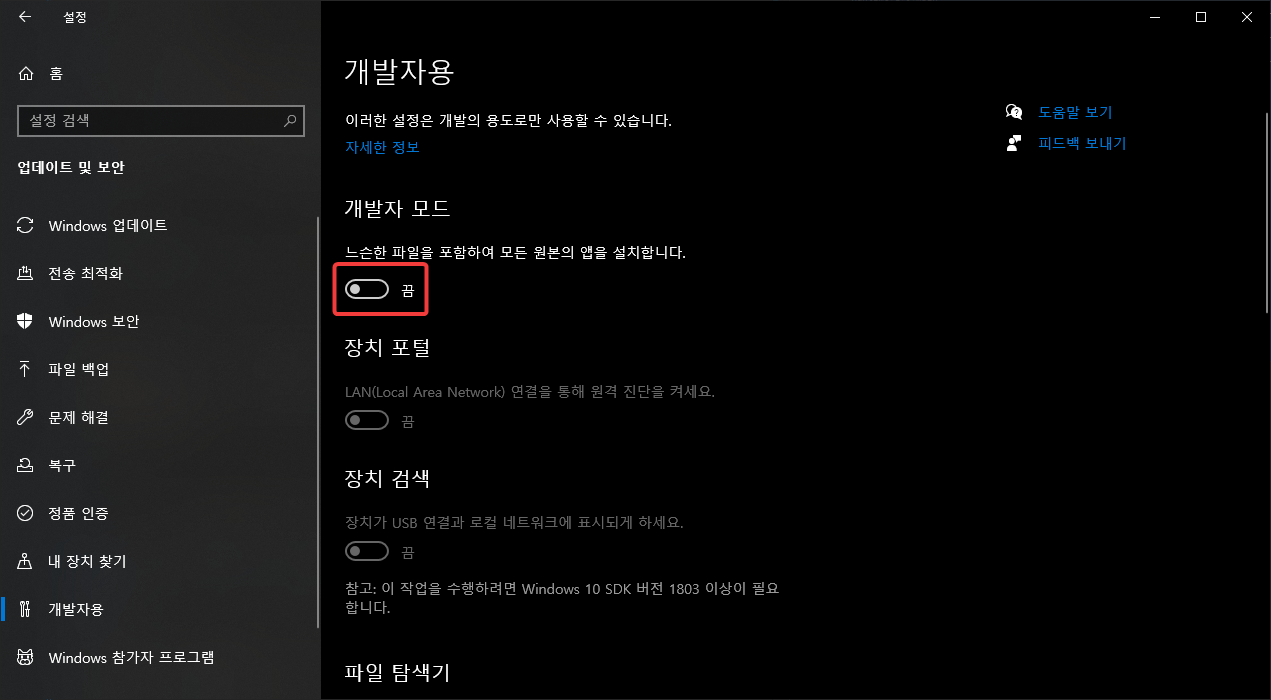 설정
홈
설정 검색
업데이트 및 보안
Windows 업데이트
전송 최적화
Windows 보안
파일 백업
문제 해결
복구
정품 인증
내 장치 찾기
개발자용
Windows 참가자 프로그램
개발자용
이러한 설정은 개발의 용도로만 사용할 수 있습니다.
자세한 정보
개발자 모드
느슨한 파일을 포함하여 모든 원본의 앱을 설치합니다.
끔
장치 포털
LAN(Local Area Network) 연결을 통해 원격 진단을 켜세요.
끔
장치 검색
장치가 USB 연결과 로컬 네트워크에 표시되게 하세요.
끔
참고: 이 작업을 수행하려면 Windows 10 SDK 버전 1803 이상이 필요
합니다.
파일 탐색기
도움말 보기
피드백 보내기